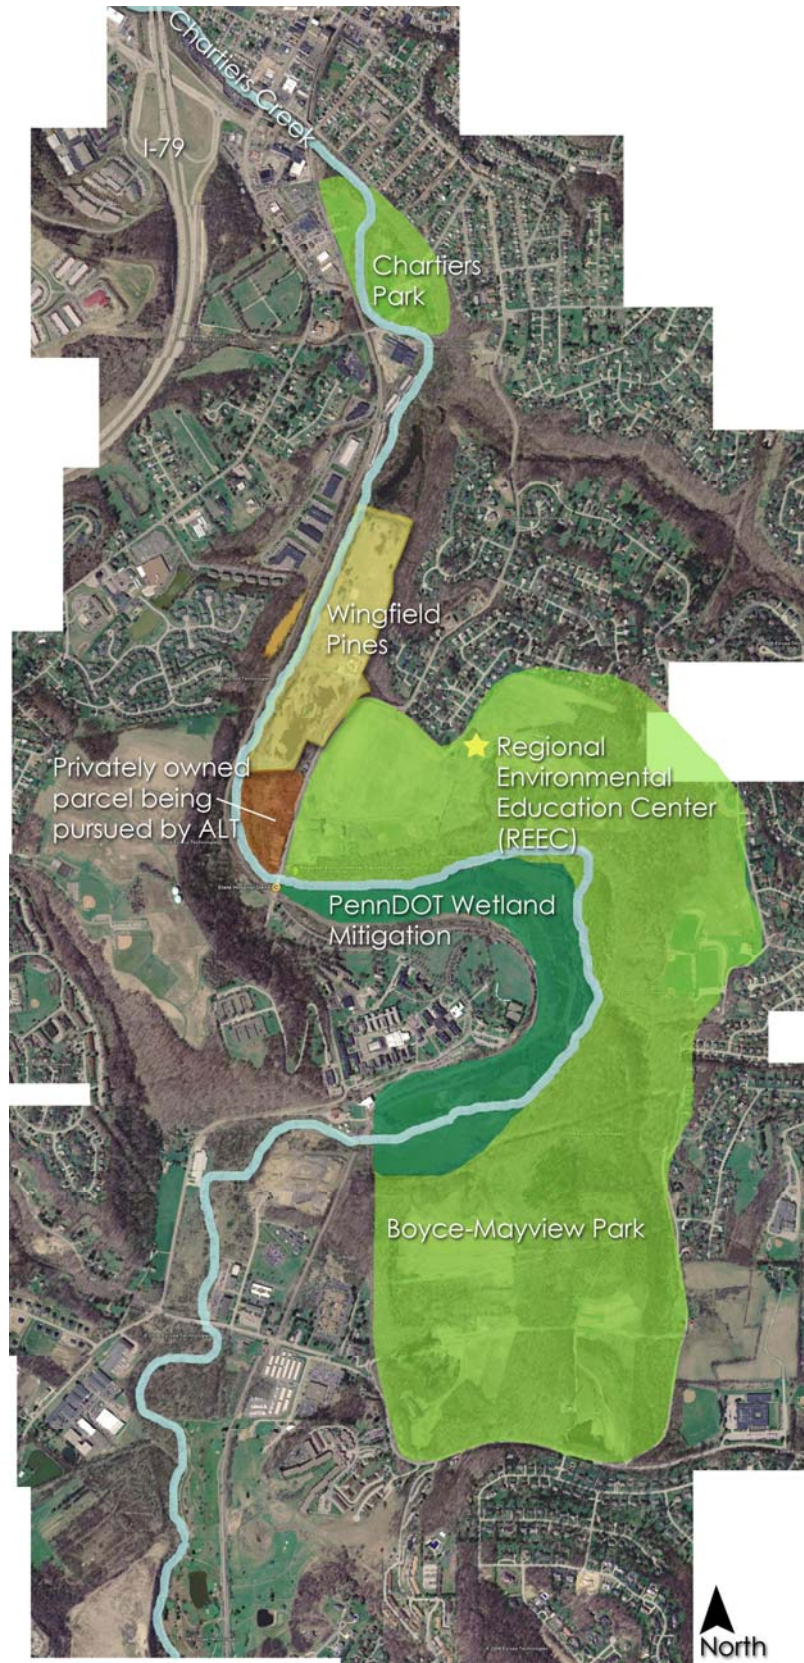 Chartiers Creek
I-79
Chartiers
Park
Wingfield
Pines
Privately owned
parcel being
pursued by ALT
Regional
Environmental
Education Center
(REEC)
PennDOT Wetland
Mitigation
Boyce-Mayview Park
North